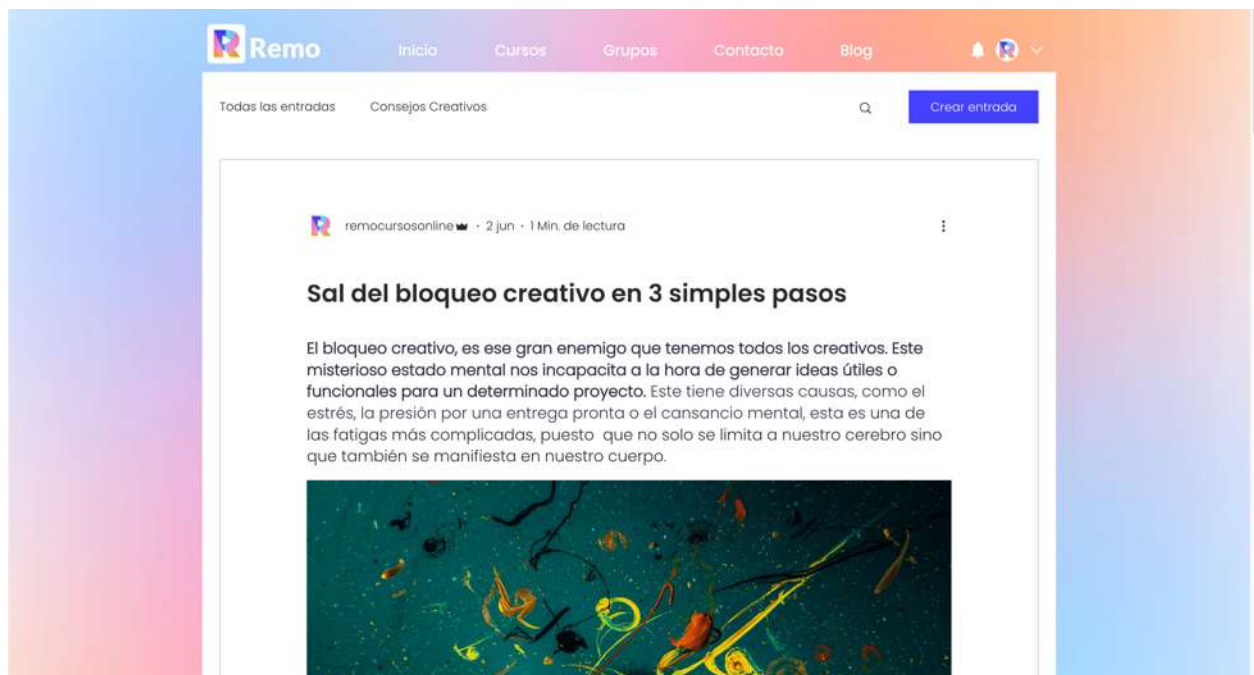 Remo
Inicio Cursos Grupos Contacto Blog
Todas las entradas Consejos Creativos Crear entrada
remocursosonline · 2 jun · 1 Min. de lectura
Sal del bloqueo creativo en 3 simples pasos
El bloqueo creativo, es ese gran enemigo que tenemos todos los creativos. Este
misterioso estado mental nos incapacita a la hora de generar ideas útiles o
funcionales para un determinado proyecto. Este tiene diversas causas, como el
estrés, la presión por una entrega pronta o el cansancio mental, esta es una de
las fatigas más complicadas, puesto  que no solo se limita a nuestro cerebro sino
que también se manifiesta en nuestro cuerpo.